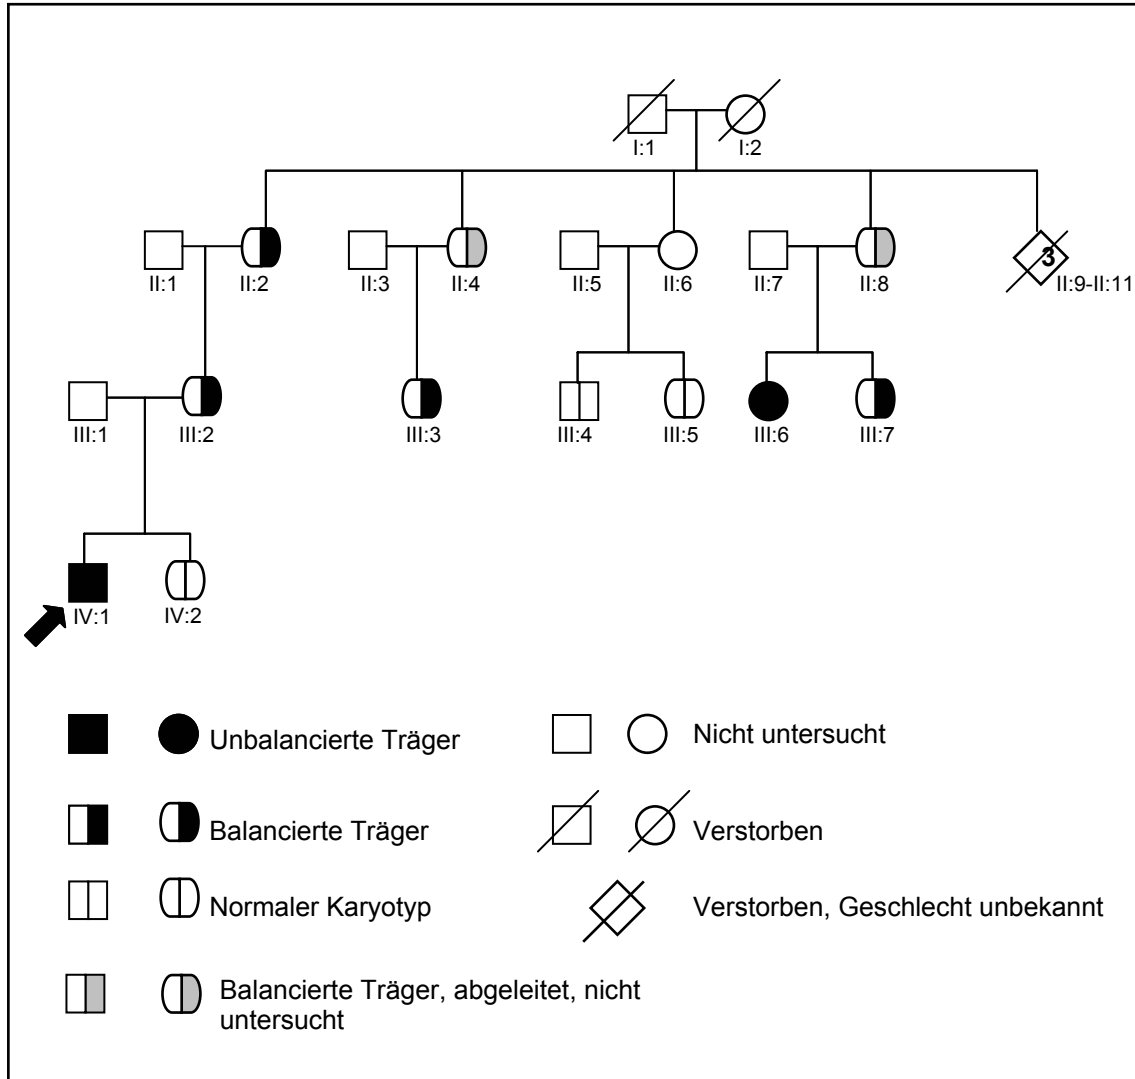 I:1 I:2
3
II:1 II:2 II:3 II:4 II:5 II:6 II:7 II:8 II:9-II:11
III:1 III:2 III:3 III:4 III:5 III:6 III:7
IV:1 IV:2
Unbalancierte Träger
Nicht untersucht
Balancierte Träger
Verstorben
Normaler Karyotyp
Verstorben, Geschlecht unbekannt
Balancierte Träger, abgeleitet, nicht
untersucht